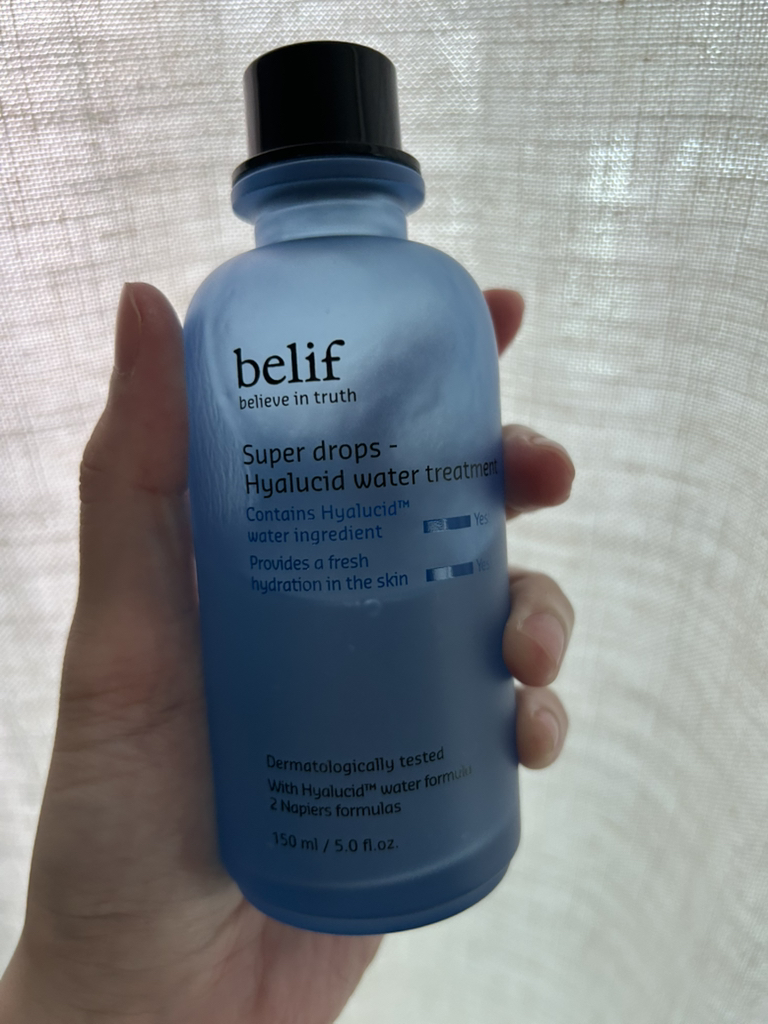 belif
believe in truth
Super drops -
Hyalucid water treatment
Contains Hyalucid™
water ingredient
Yes
Provides a fresh
hydration in the skin
Yes
Dermatologically tested
With Hyalucid™ water formula
2 Napiers formulas
150 ml / 5.0 fl.oz.